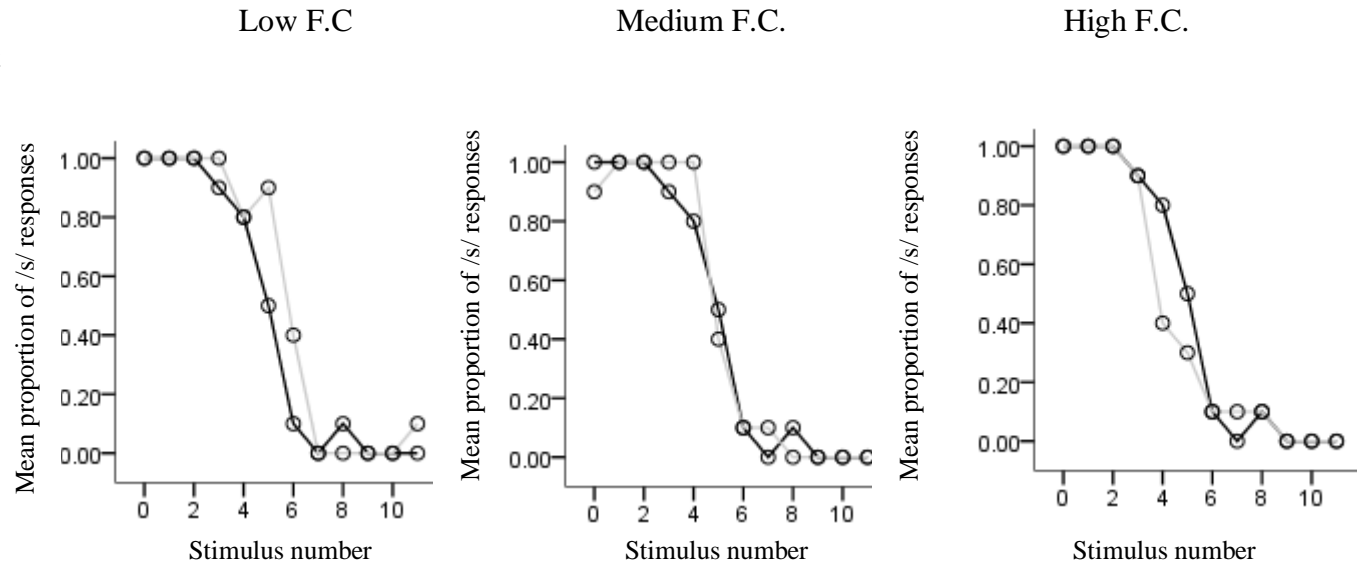 Low F.C
Medium F.C.
High F.C.
Mean proportion of /s/ responses
1.00
0.80
0.60
0.40
0.20
0.00
0 2 4 6 8 10
Stimulus number
Mean proportion of /s/ responses
1.00
0.80
0.60
0.40
0.20
0.00
0 2 4 6 8 10
Stimulus number
Mean proportion of /s/ responses
1.00
0.80
0.60
0.40
0.20
0.00
0 2 4 6 8 10
Stimulus number